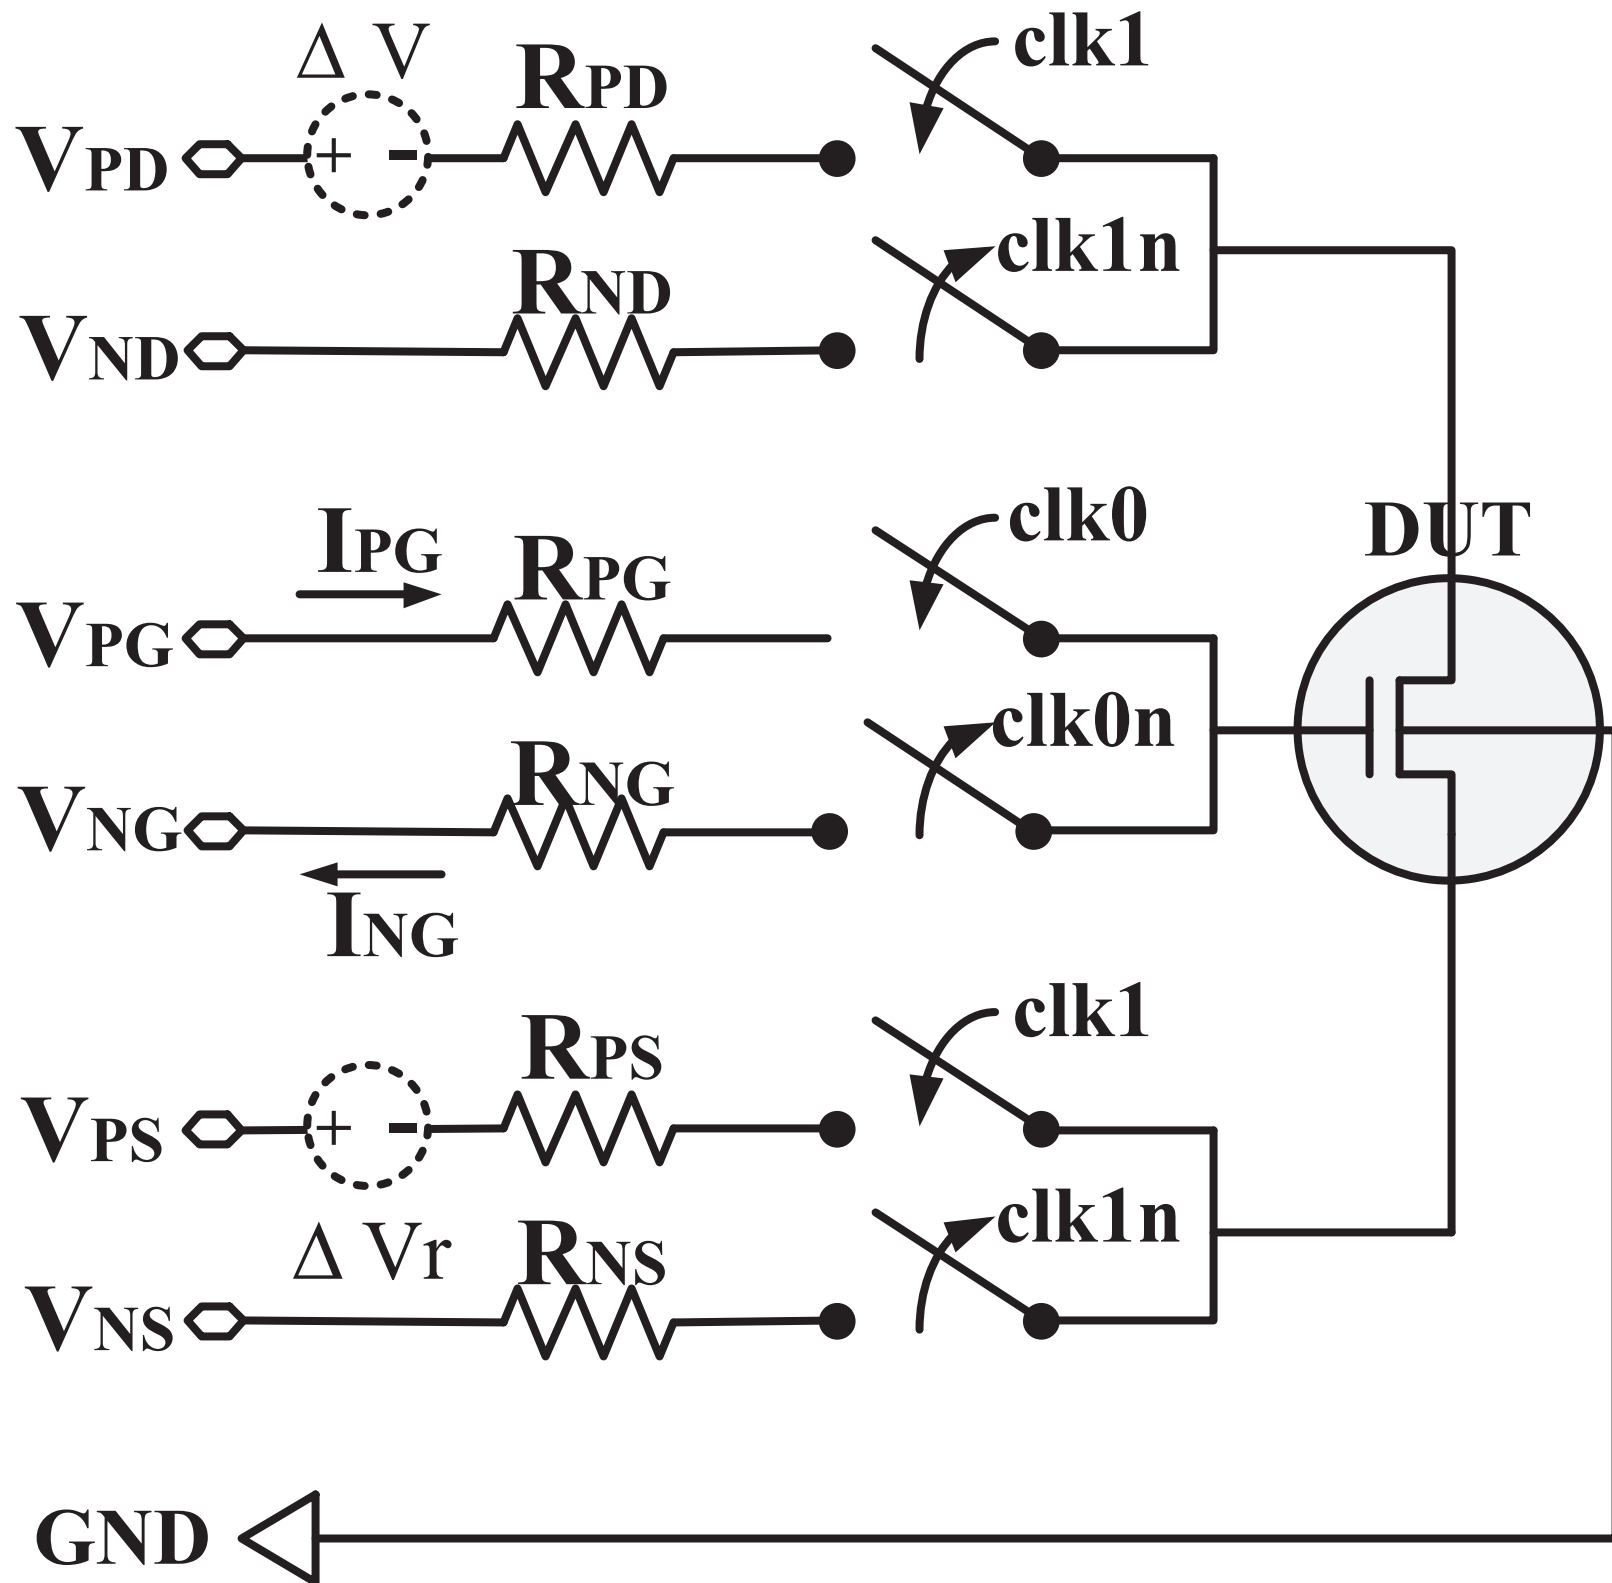 Δ V
RPD
clk1
VPD
+ -
RND
clk1n
VND
IPG
RPG
clk0
DUT
VPG
RNG
clk0n
VNG
ING
RPS
clk1
VPS
+ -
Δ Vr
RNS
clk1n
VNS
GND